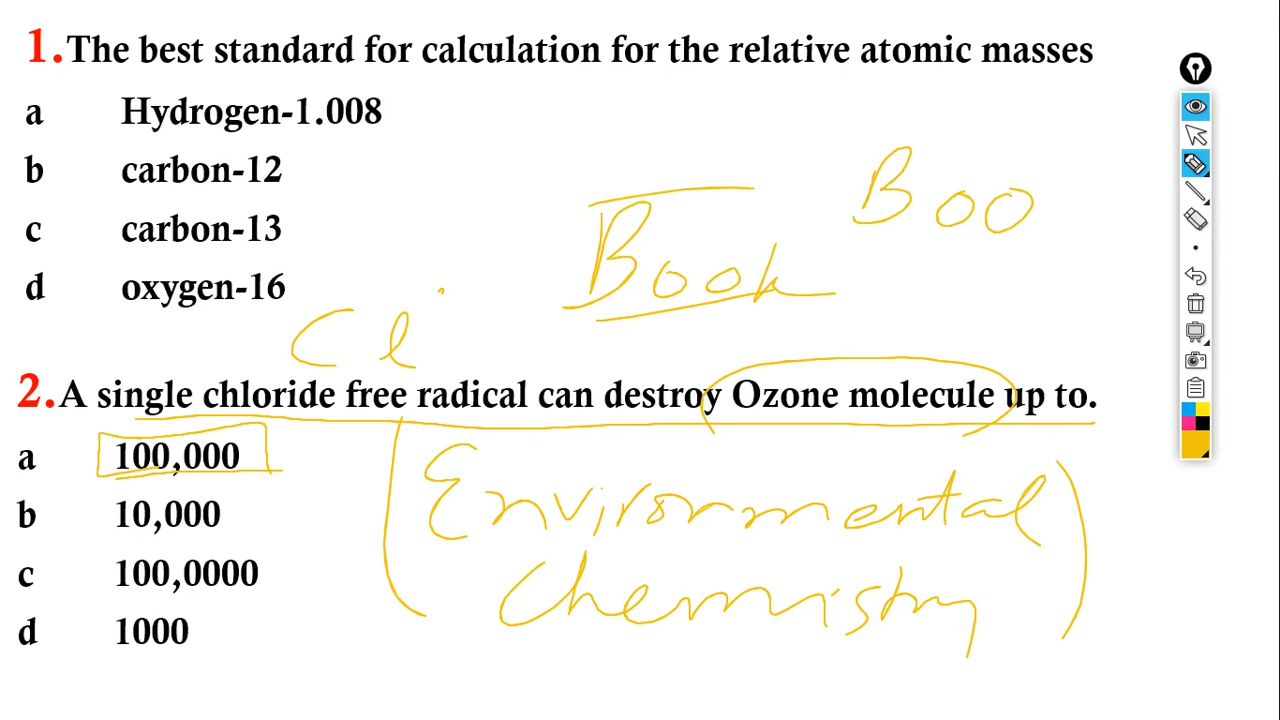 1.The best standard for calculation for the relative atomic masses
a Hydrogen-1.008
b carbon-12
c carbon-13
d oxygen-16
Boo
Book
Cl
2.A single chloride free radical can destroy Ozone molecule up to.
a 100,000
b 10,000
c 100,0000
d 1000
(Environmental
Chemistry)